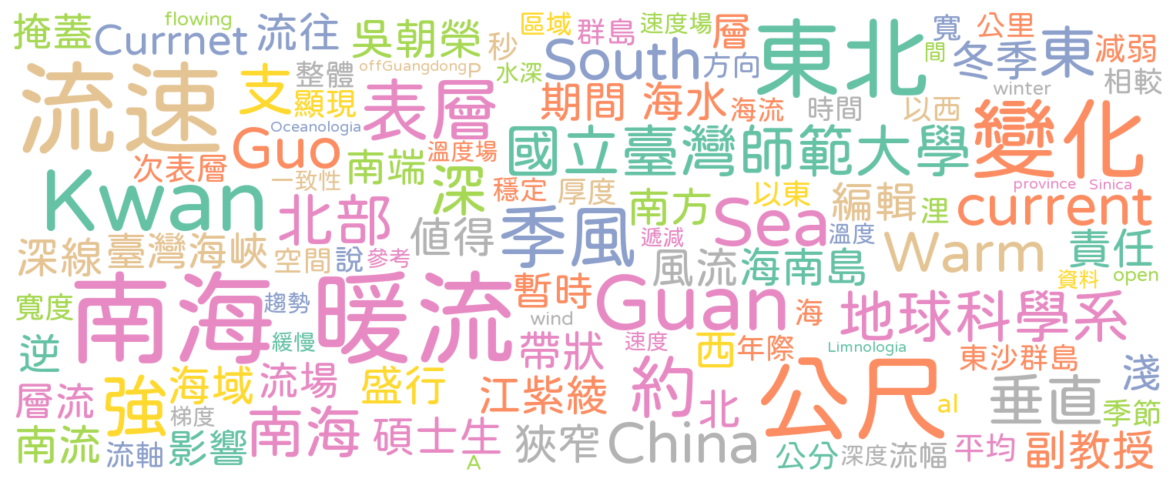 掩蓋 flowing 流往 吳朝榮 秒 區域 群島 速度場 層 東北 寬 公里
Currnet 整體 offGuangdong P South 方向 間 冬季 東 減弱
流速 支 顯現 表層 水深 期間 海水 海流 時間 winter 以西 相較
Oceanologia Guo 溫度場 國立臺灣師範大學 變化
次表層 一致性 南端 深 穩定 厚度 以東 province Sinica
Kwan 北部 值得 季風 南方 Sea 編輯 浬 current
深線 臺灣海峽 空間 說 參考 遞減 溫度 Warm 責任
風流 海南島 資料 open
寬度 南海暖流 趨勢 暫時 Guan 海 地球科學系
逆 緩慢 wind 帶狀 速度 西 年際 Limnologia 東沙群島
層流 強 海域 流場 盛行 江紫綾 約 公尺 垂直 淺
梯度 南海 碩士生 北 al 季節
南流 流軸 影響 A 狹窄 China 公分 深度 流幅 平均 副教授